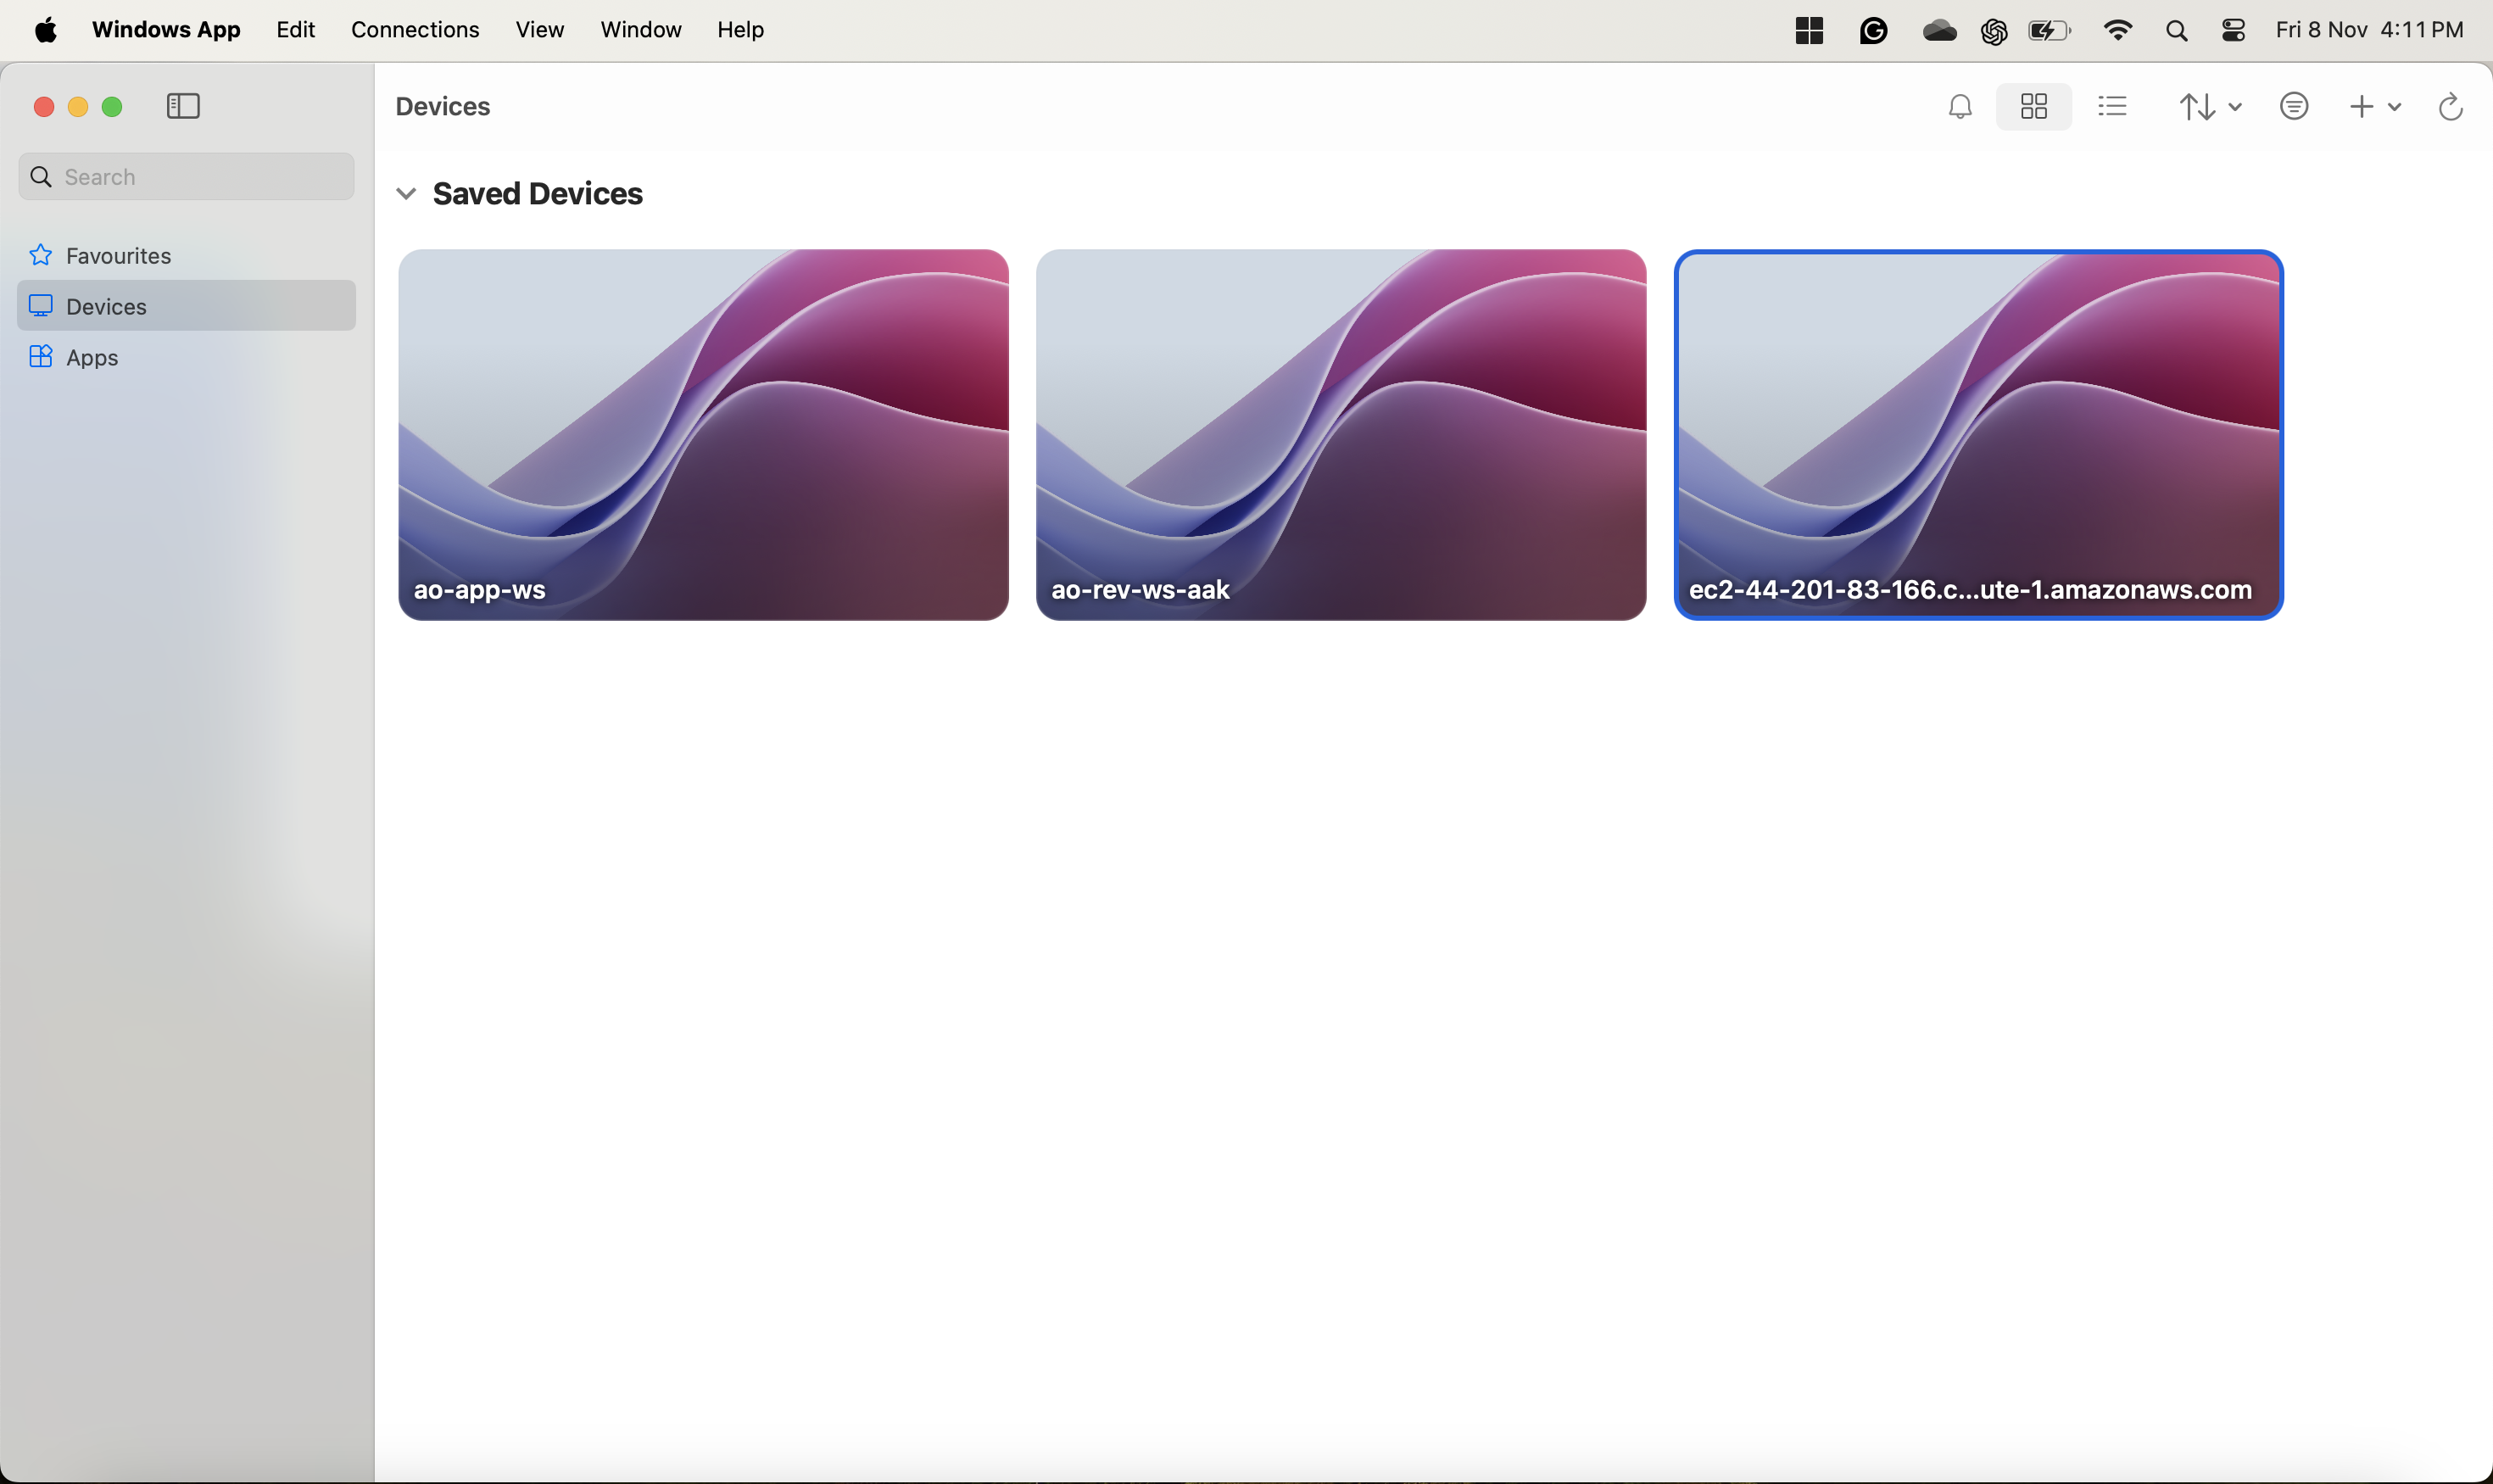 Windows App Edit Connections View Window Help Fri 8 Nov 4:11 PM
Devices
Search
Saved Devices
Favourites
Devices
Apps
ao-app-ws
ao-rev-ws-aak
ec2-44-201-83-166.c...ute-1.amazonaws.com